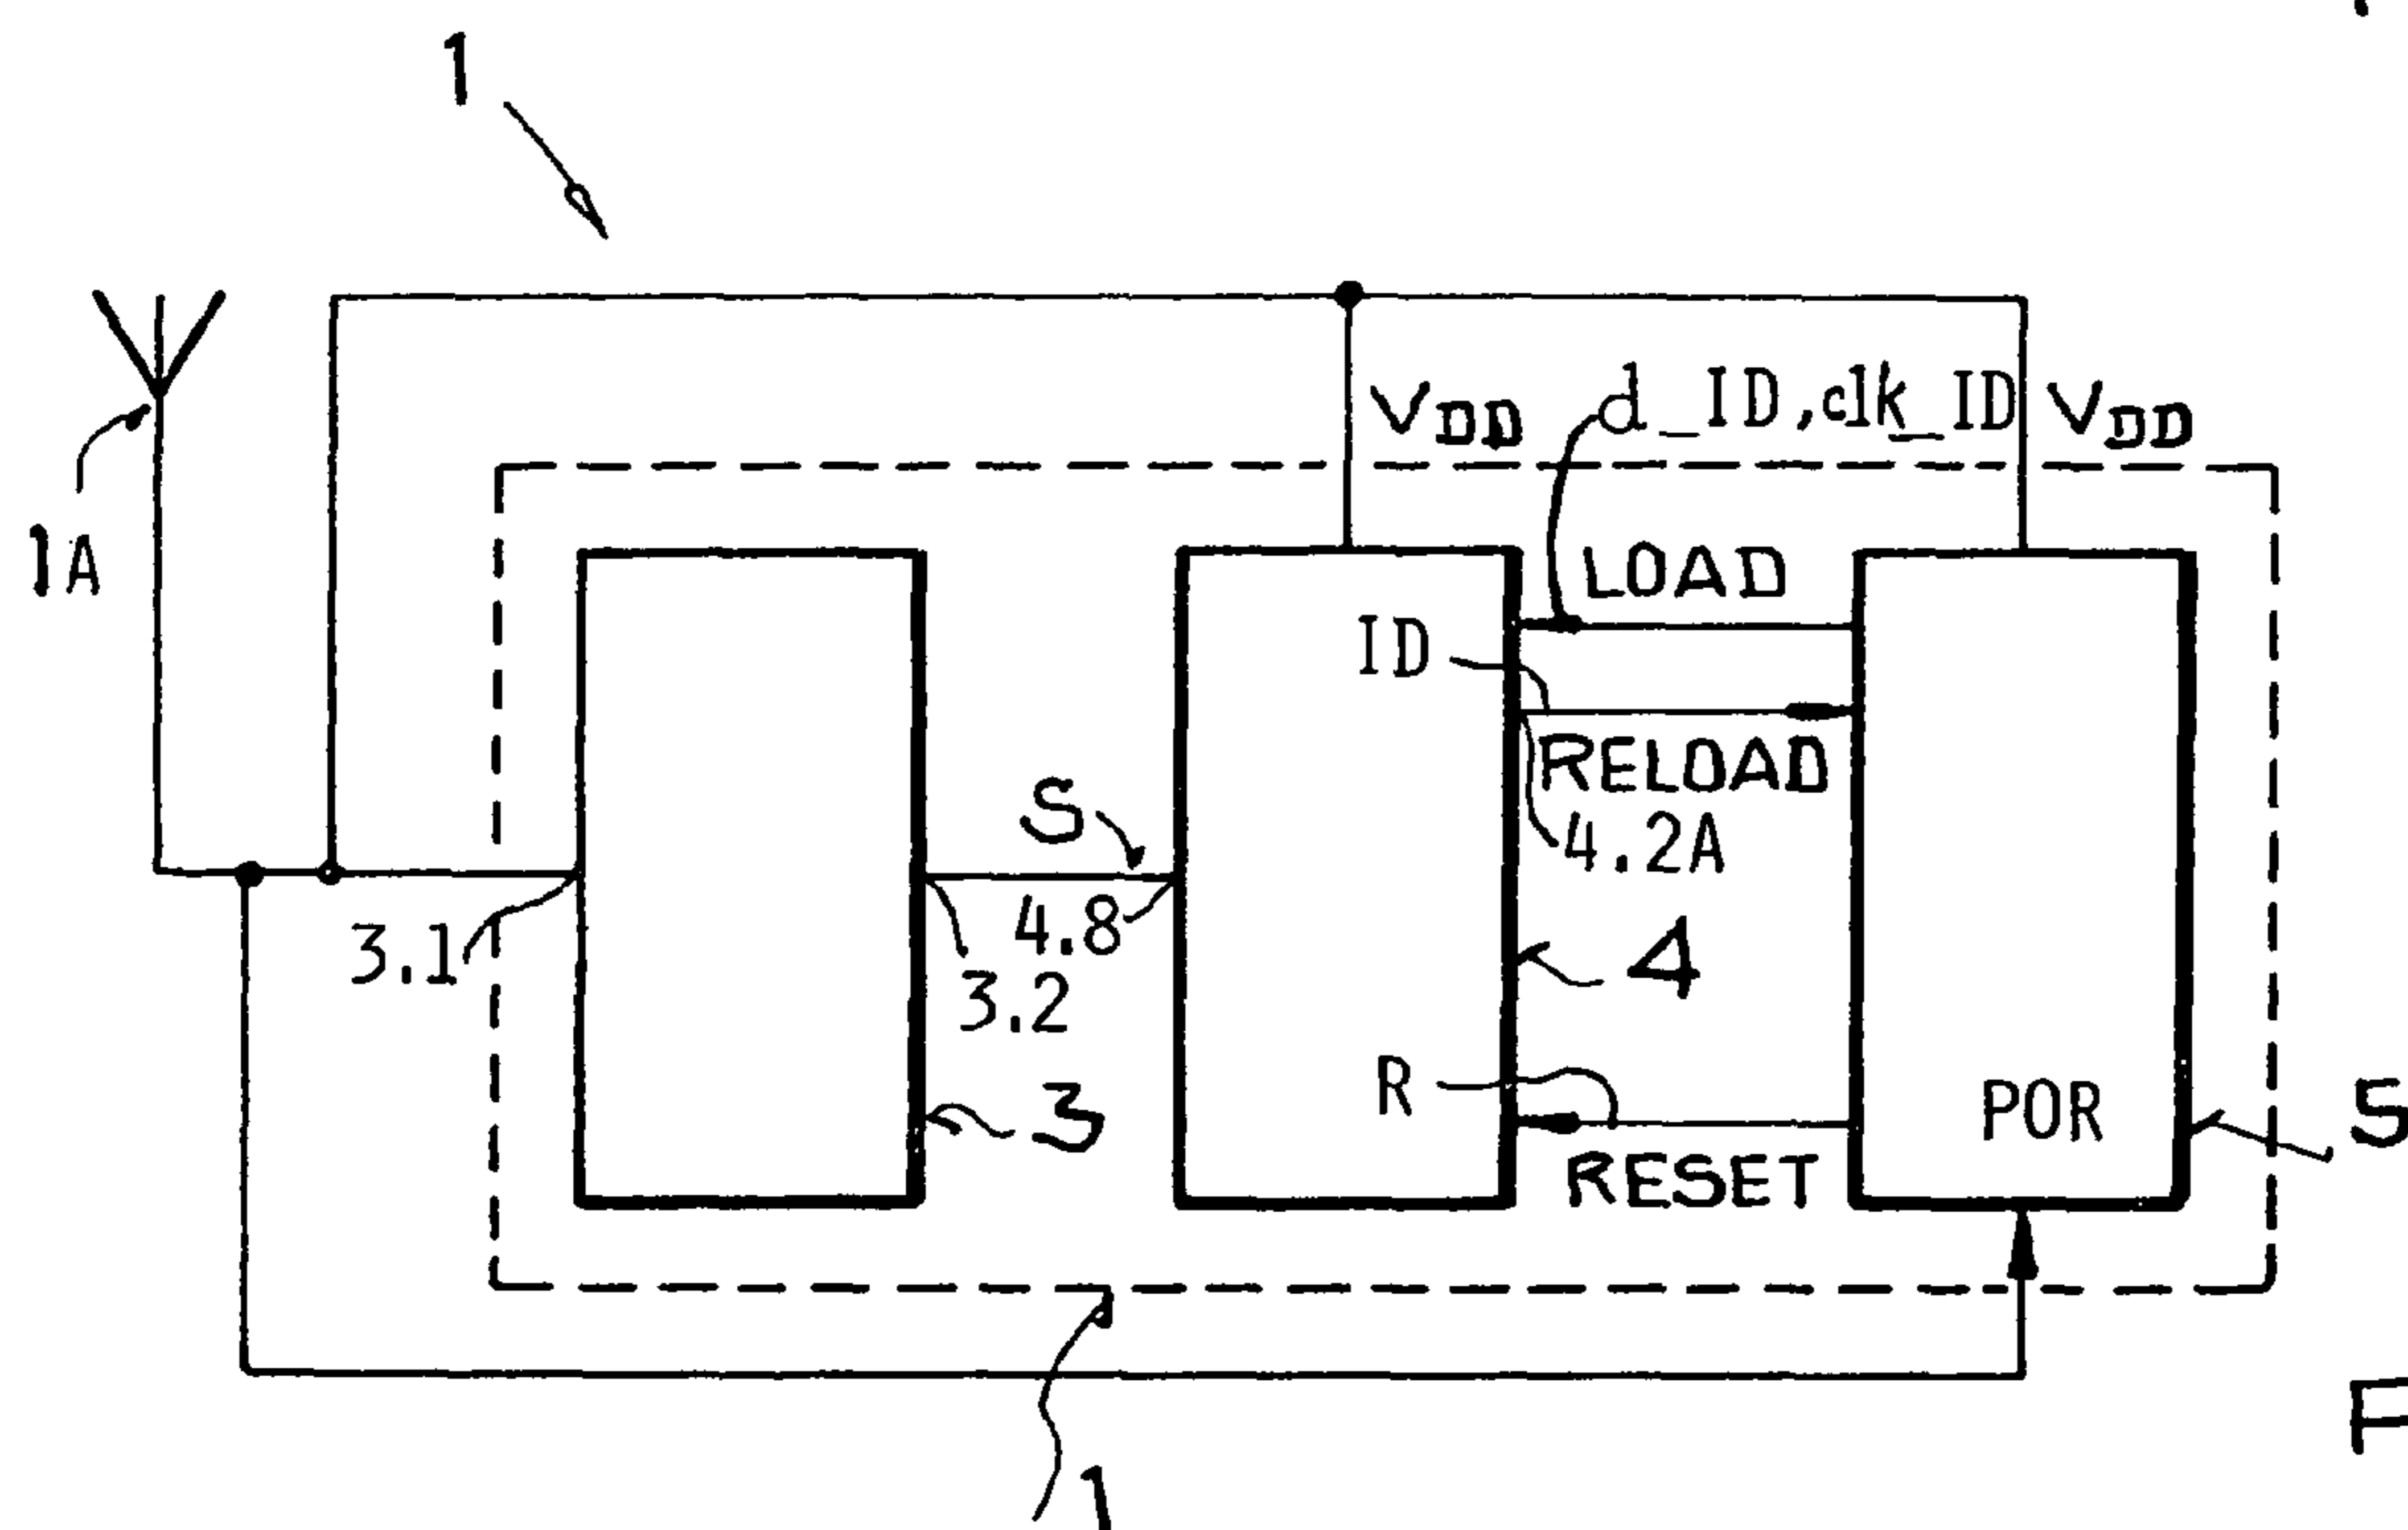 1
1A
VDD
d_ID,clk_ID
VDD
LOAD
ID
RELOAD
4.2A
S
4.8
3.1
3.2
4
3
R
RESET
POR
5
1